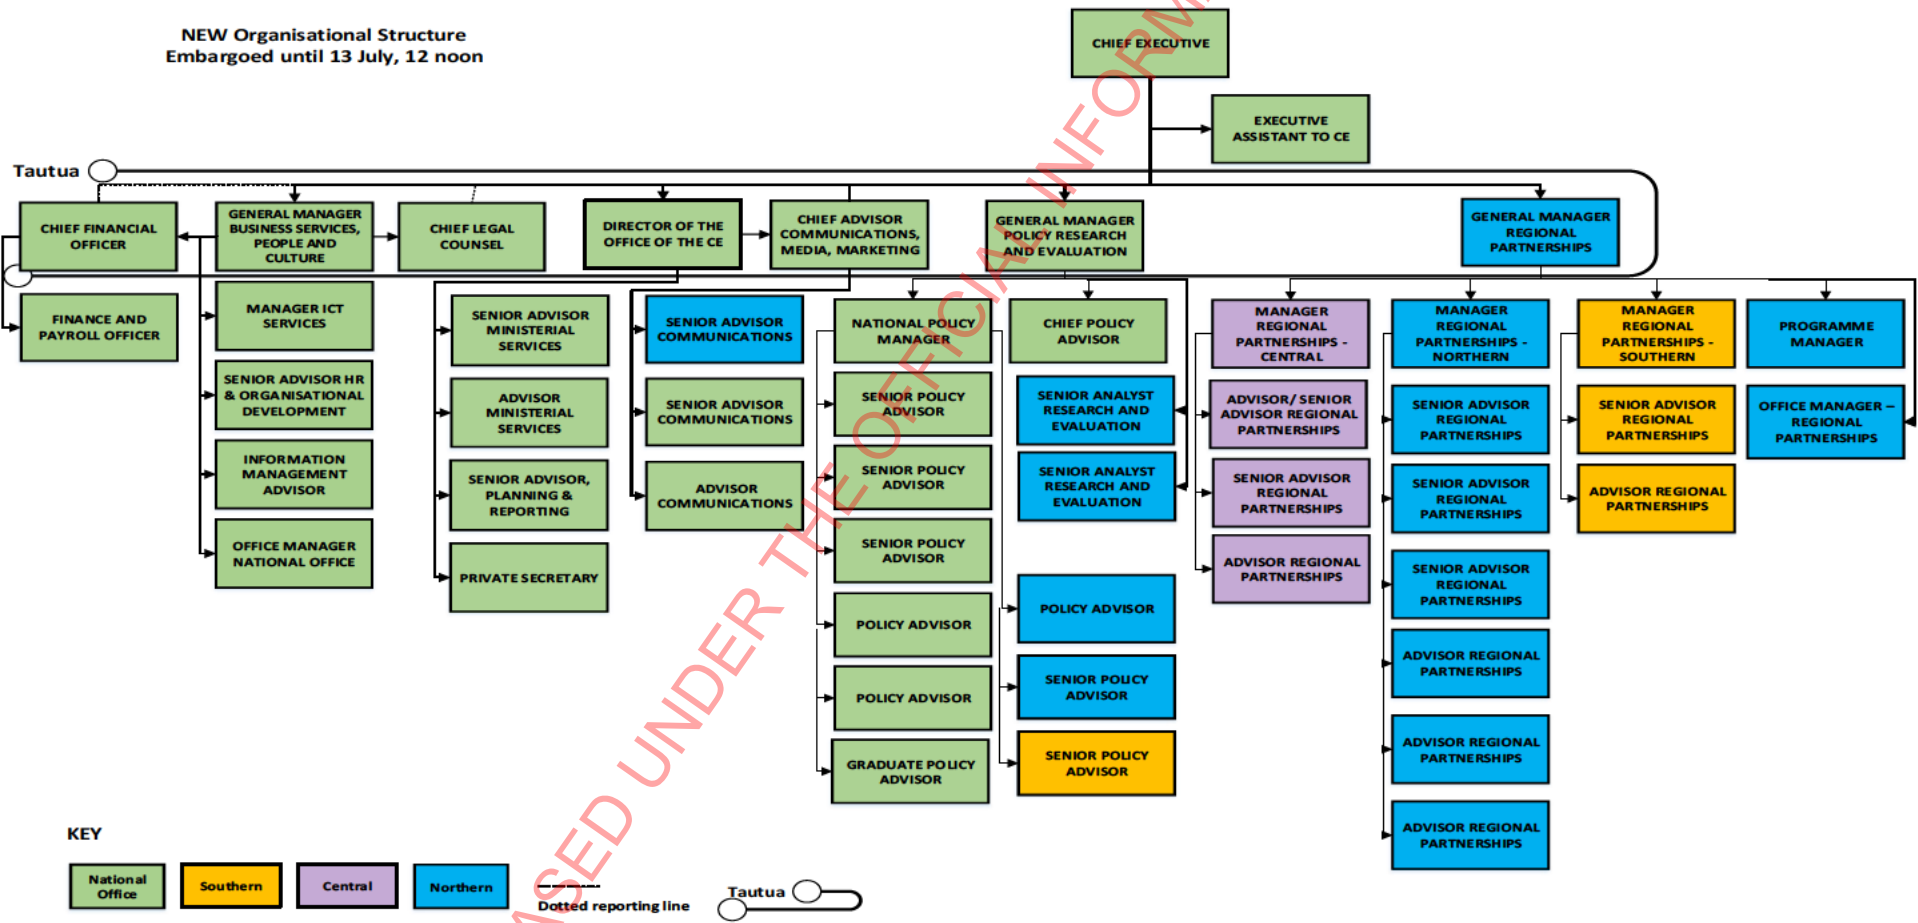 NEW Organisational Structure
Embargoed until 13 July, 12 noon
CHIEF EXECUTIVE
EXECUTIVE
ASSISTANT TO CE
Tautua
CHIEF FINANCIAL
OFFICER
GENERAL MANAGER
BUSINESS SERVICES,
PEOPLE AND
CULTURE
CHIEF LEGAL
COUNSEL
DIRECTOR OF THE
OFFICE OF THE CE
CHIEF ADVISOR
COMMUNICATIONS,
MEDIA, MARKETING
GENERAL MANAGER
POLICY RESEARCH
AND EVALUATION
GENERAL MANAGER
REGIONAL
PARTNERSHIPS
FINANCE AND
PAYROLL OFFICER
MANAGER ICT
SERVICES
SENIOR ADVISOR HR
& ORGANISATIONAL
DEVELOPMENT
INFORMATION
MANAGEMENT
ADVISOR
OFFICE MANAGER
NATIONAL OFFICE
SENIOR ADVISOR
MINISTERIAL
SERVICES
ADVISOR
MINISTERIAL
SERVICES
SENIOR ADVISOR,
PLANNING &
REPORTING
PRIVATE SECRETARY
SENIOR ADVISOR
COMMUNICATIONS
SENIOR ADVISOR
COMMUNICATIONS
ADVISOR
COMMUNICATIONS
NATIONAL POLICY
MANAGER
SENIOR POLICY
ADVISOR
SENIOR POLICY
ADVISOR
SENIOR POLICY
ADVISOR
POLICY ADVISOR
POLICY ADVISOR
GRADUATE POLICY
ADVISOR
CHIEF POLICY
ADVISOR
SENIOR ANALYST
RESEARCH AND
EVALUATION
SENIOR ANALYST
RESEARCH AND
EVALUATION
POLICY ADVISOR
SENIOR POLICY
ADVISOR
SENIOR POLICY
ADVISOR
MANAGER
REGIONAL
PARTNERSHIPS -
CENTRAL
ADVISOR/ SENIOR
ADVISOR REGIONAL
PARTNERSHIPS
SENIOR ADVISOR
REGIONAL
PARTNERSHIPS
ADVISOR REGIONAL
PARTNERSHIPS
MANAGER
REGIONAL
PARTNERSHIPS -
NORTHERN
SENIOR ADVISOR
REGIONAL
PARTNERSHIPS
SENIOR ADVISOR
REGIONAL
PARTNERSHIPS
SENIOR ADVISOR
REGIONAL
PARTNERSHIPS
ADVISOR REGIONAL
PARTNERSHIPS
ADVISOR REGIONAL
PARTNERSHIPS
ADVISOR REGIONAL
PARTNERSHIPS
MANAGER
REGIONAL
PARTNERSHIPS -
SOUTHERN
SENIOR ADVISOR
REGIONAL
PARTNERSHIPS
ADVISOR REGIONAL
PARTNERSHIPS
PROGRAMME
MANAGER
OFFICE MANAGER –
REGIONAL
PARTNERSHIPS
KEY
National
Office
Southern
Central
Northern
Dotted reporting line
Tautua
UNDER THE OFFICIAL